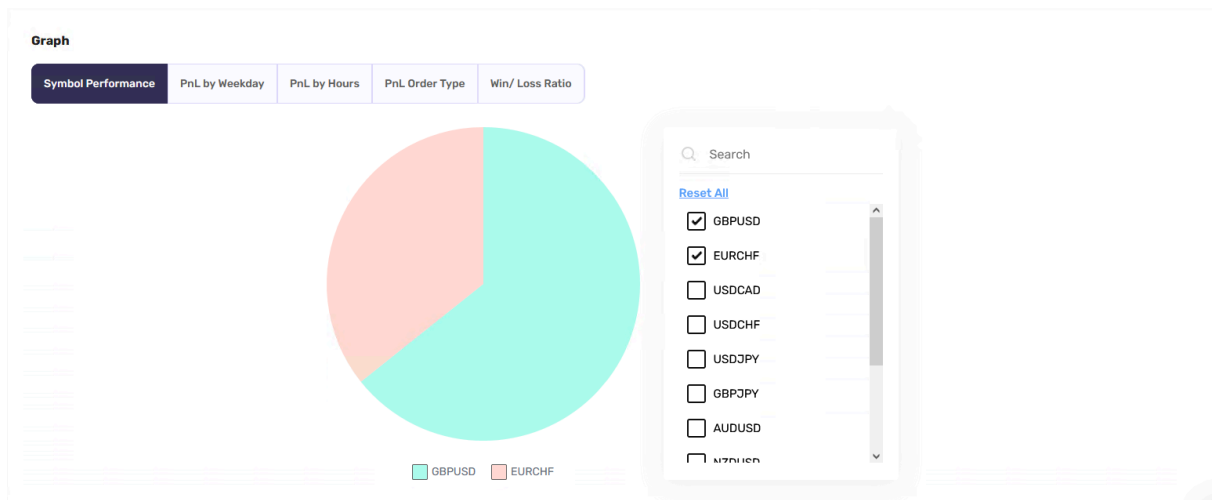 Graph
Symbol Performance PnL by Weekday PnL by Hours PnL Order Type Win/ Loss Ratio
Search
Reset All
GBPUSD
EURCHF
USDCAD
USDCHF
USDJPY
GBPJPY
AUDUSD
NZDUSD
GBPUSD EURCHF